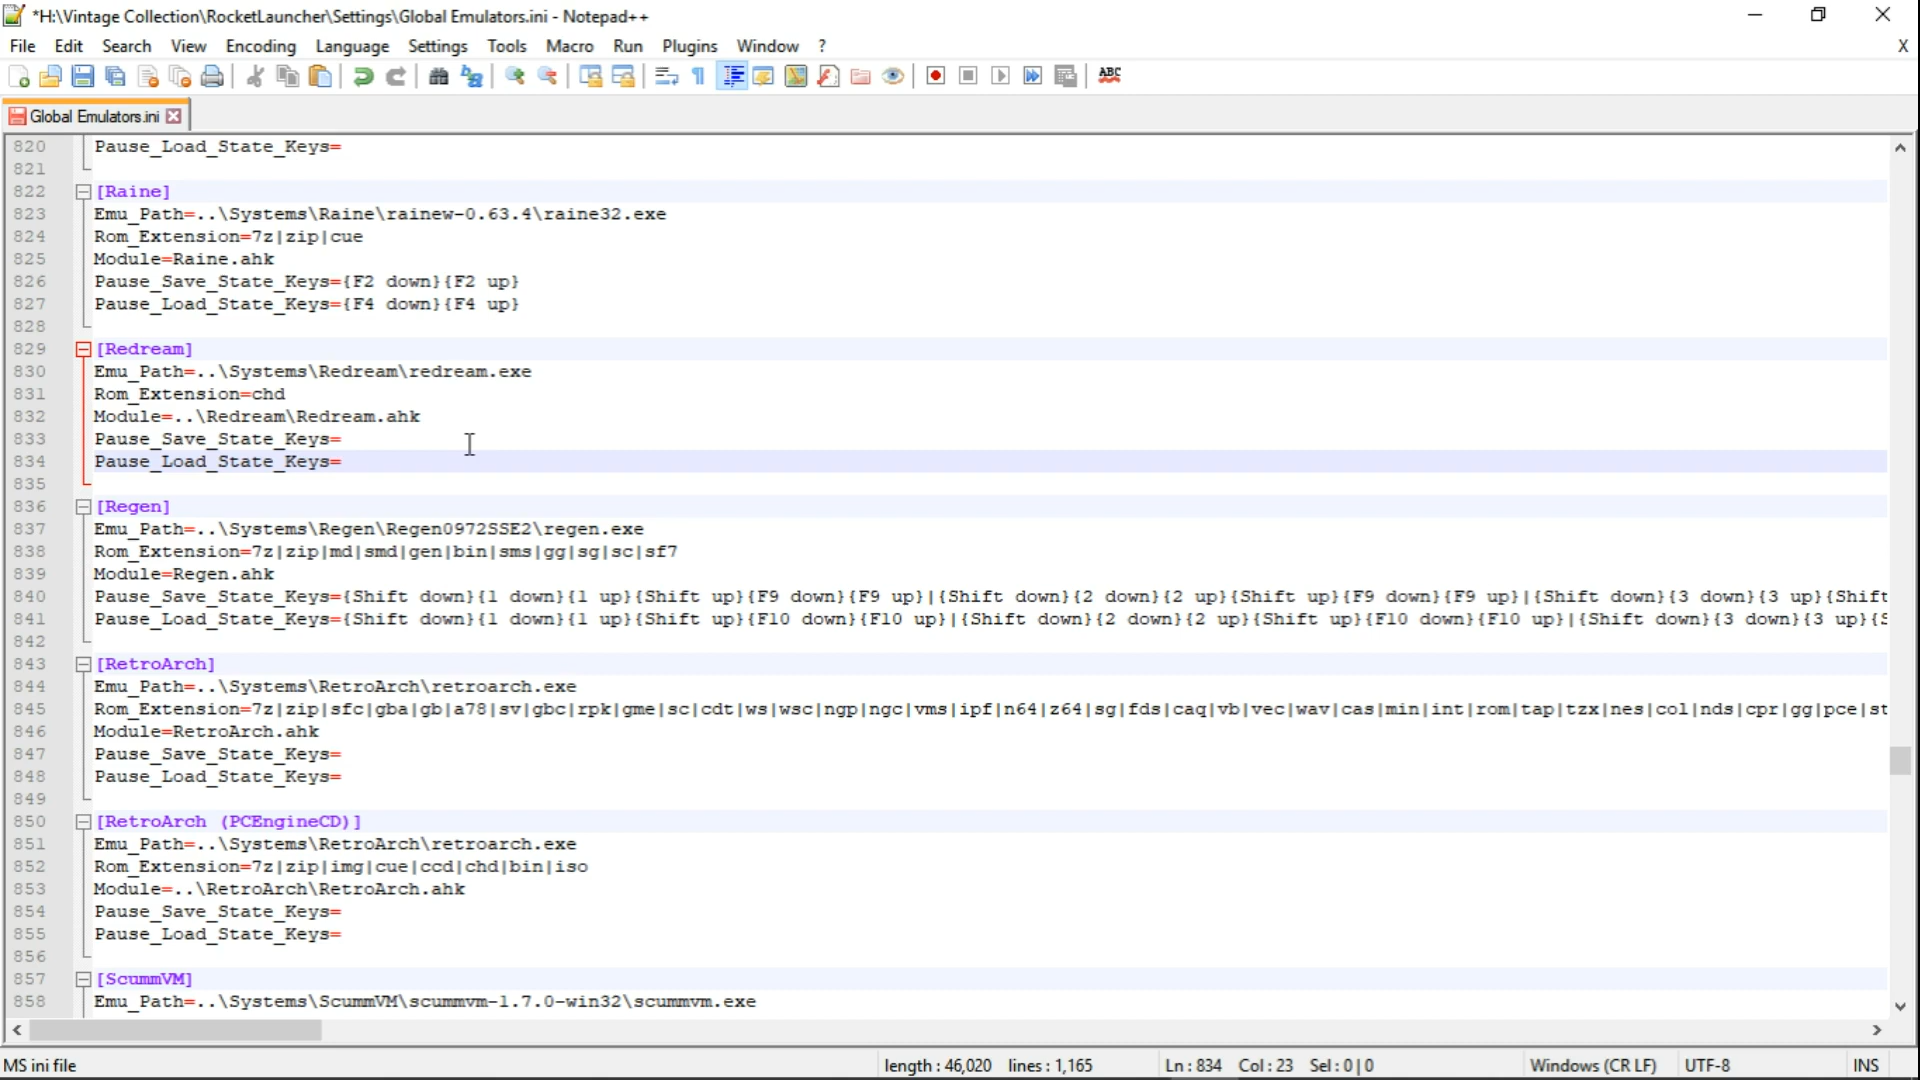 *H:\Vintage Collection\RocketLauncher\Settings\Global Emulators.ini - Notepad++
File Edit Search View Encoding Language Settings Tools Macro Run Plugins Window ? X
ABC
Global Emulators.ini
820 Pause_Load_State_Keys=
821
822 [Raine]
823 Emu_Path=..\Systems\Raine\rainew-0.63.4\raine32.exe
824 Rom_Extension=7z|zip|cue
825 Module=Raine.ahk
826 Pause_Save_State_Keys={F2 down}{F2 up}
827 Pause_Load_State_Keys={F4 down}{F4 up}
828
829 [Redream]
830 Emu_Path=..\Systems\Redream\redream.exe
831 Rom_Extension=chd
832 Module=..\Redream\Redream.ahk
833 Pause_Save_State_Keys=
834 Pause_Load_State_Keys=
835
836 [Regen]
837 Emu_Path=..\Systems\Regen\Regen0972SSE2\regen.exe
838 Rom_Extension=7z|zip|md|smd|gen|bin|sms|gg|sg|sc|sf7
839 Module=Regen.ahk
840 Pause_Save_State_Keys={Shift down}{1 down}{1 up}{Shift up}{F9 down}{F9 up}|{Shift down}{2 down}{2 up}{Shift up}{F9 down}{F9 up}|{Shift down}{3 down}{3 up}{Shift
841 Pause_Load_State_Keys={Shift down}{1 down}{1 up}{Shift up}{F10 down}{F10 up}|{Shift down}{2 down}{2 up}{Shift up}{F10 down}{F10 up}|{Shift down}{3 down}{3 up}{S
842
843 [RetroArch]
844 Emu_Path=..\Systems\RetroArch\retroarch.exe
845 Rom_Extension=7z|zip|sfc|gba|gb|a78|sv|gbc|rpk|gme|sc|cdt|ws|wsc|ngp|ngc|vms|ipf|n64|z64|sg|fds|caq|vb|vec|wav|cas|min|int|rom|tap|tzx|nes|col|nds|cpr|gg|pce|st
846 Module=RetroArch.ahk
847 Pause_Save_State_Keys=
848 Pause_Load_State_Keys=
849
850 [RetroArch (PCEngineCD)]
851 Emu_Path=..\Systems\RetroArch\retroarch.exe
852 Rom_Extension=7z|zip|img|cue|ccd|chd|bin|iso
853 Module=..\RetroArch\RetroArch.ahk
854 Pause_Save_State_Keys=
855 Pause_Load_State_Keys=
856
857 [ScummVM]
858 Emu_Path=..\Systems\ScummVM\scummvm-1.7.0-win32\scummvm.exe
MS ini file length : 46,020 lines : 1,165 Ln : 834 Col : 23 Sel : 0 | 0 Windows (CR LF) UTF-8 INS